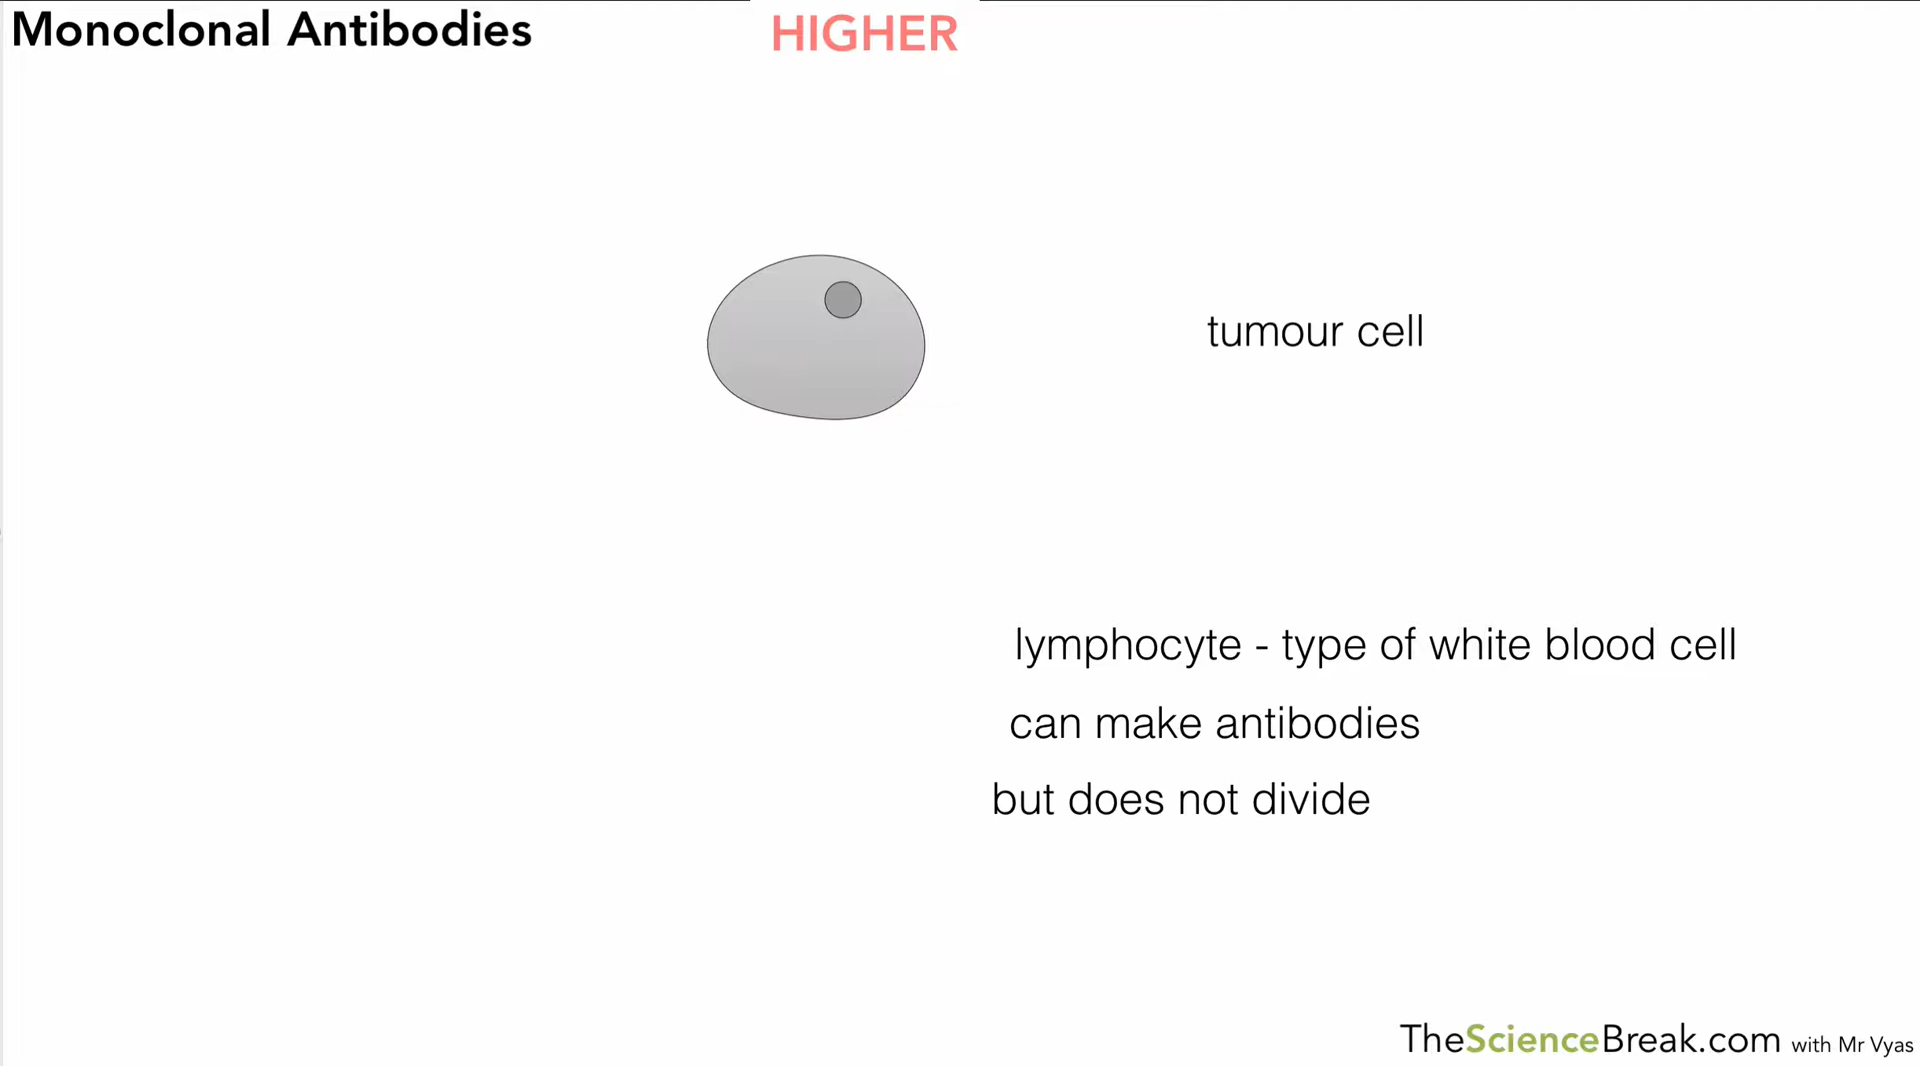 Monoclonal Antibodies
HIGHER
tumour cell
lymphocyte - type of white blood cell
can make antibodies
but does not divide
TheScienceBreak.com with Mr Vyas